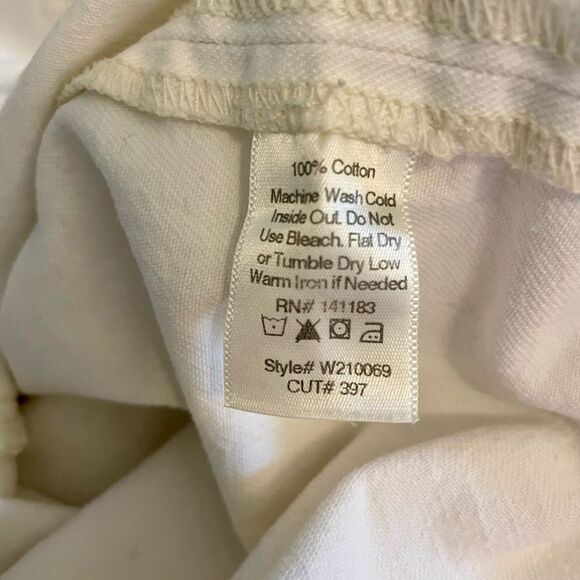 100% Cotton
Machine Wash Cold
Inside Out. Do Not
Use Bleach. Flat Dry
or Tumble Dry Low
Warm Iron if Needed
RN# 141183
Style# W210069
CUT# 397